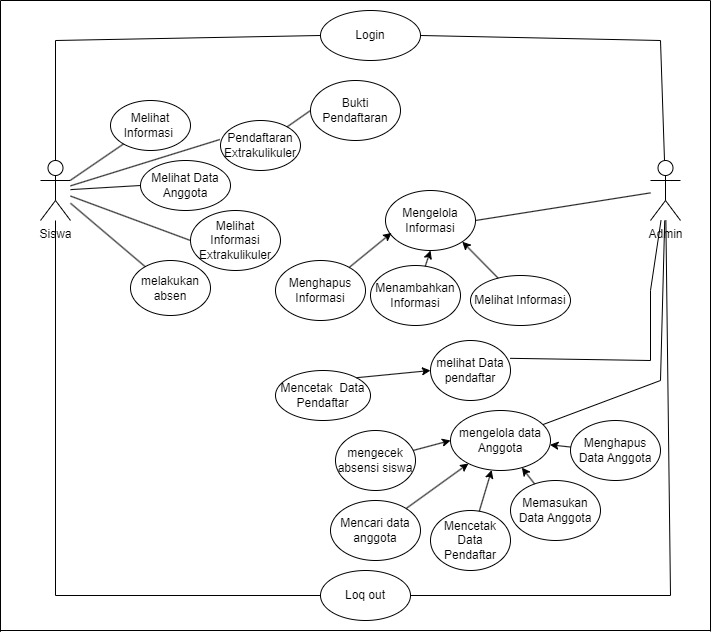 Login
Melihat
Informasi
Bukti
Pendaftaran
Pendaftaran
Extrakulikuler
Melihat Data
Anggota
Siswa
Melihat
Informasi
Extrakulikuler
melakukan
absen
Mengelola
Informasi
Admin
Menghapus
Informasi
Menambahkan
Informasi
Melihat Informasi
melihat Data
pendaftar
Mencetak Data
Pendaftar
mengelola data
Anggota
mengecek
absensi siswa
Menghapus
Data Anggota
Mencari data
anggota
Mencetak
Data
Pendaftar
Memasukan
Data Anggota
Loq out